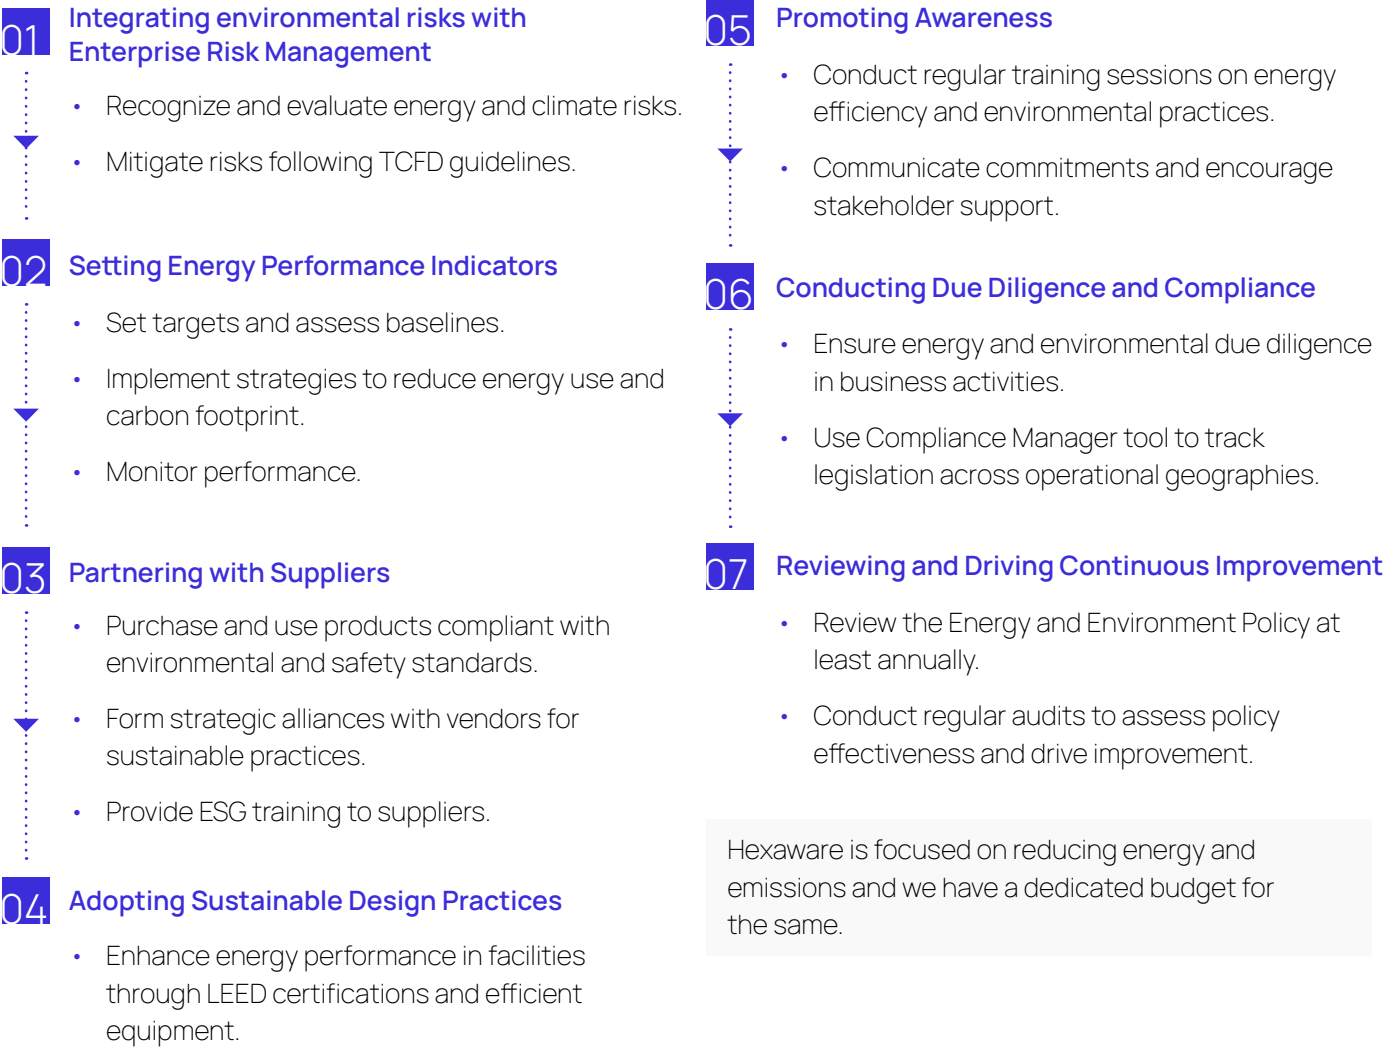 01
Integrating environmental risks with
Enterprise Risk Management
• Recognize and evaluate energy and climate risks.
• Mitigate risks following TCFD guidelines.
02
Setting Energy Performance Indicators
• Set targets and assess baselines.
• Implement strategies to reduce energy use and
carbon footprint.
• Monitor performance.
03
Partnering with Suppliers
• Purchase and use products compliant with
environmental and safety standards.
• Form strategic alliances with vendors for
sustainable practices.
• Provide ESG training to suppliers.
04
Adopting Sustainable Design Practices
• Enhance energy performance in facilities
through LEED certifications and efficient
equipment.
05
Promoting Awareness
• Conduct regular training sessions on energy
efficiency and environmental practices.
• Communicate commitments and encourage
stakeholder support.
06
Conducting Due Diligence and Compliance
• Ensure energy and environmental due diligence
in business activities.
• Use Compliance Manager tool to track
legislation across operational geographies.
07
Reviewing and Driving Continuous Improvement
• Review the Energy and Environment Policy at
least annually.
• Conduct regular audits to assess policy
effectiveness and drive improvement.
Hexaware is focused on reducing energy and
emissions and we have a dedicated budget for
the same.